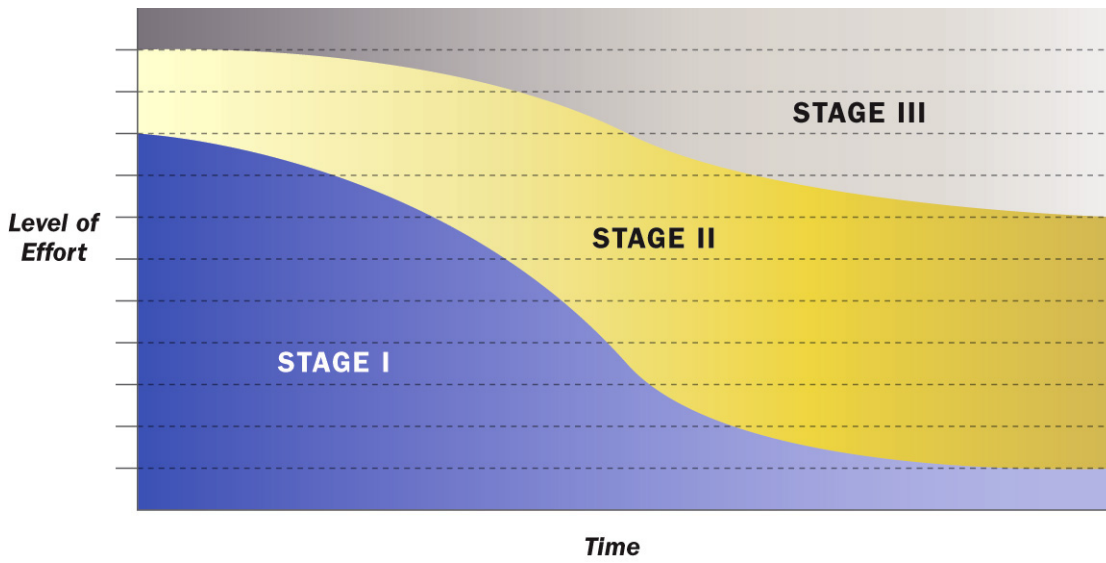 STAGE III
Level of
Effort
STAGE II
STAGE I
Time